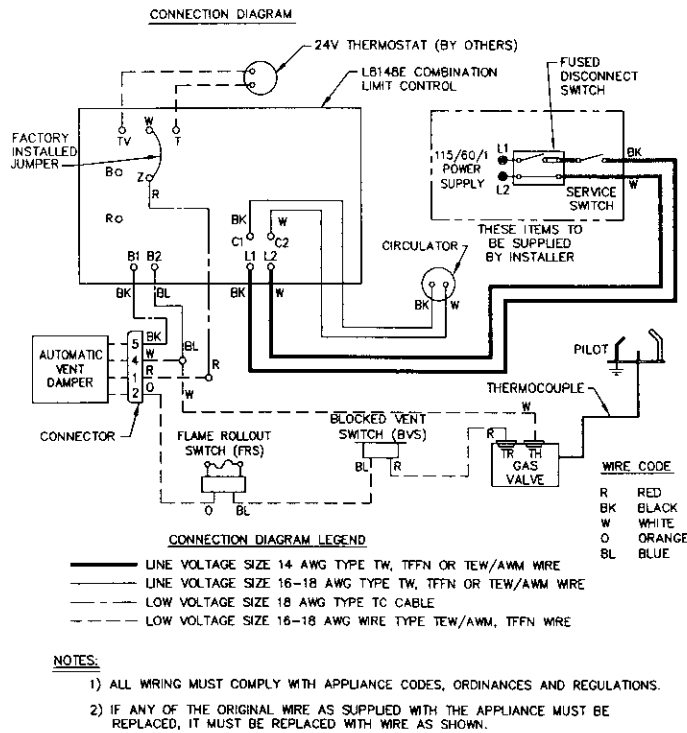 CONNECTION DIAGRAM
24V THERMOSTAT (BY OTHERS)
L8148E COMBINATION
LIMIT CONTROL
FUSED
DISCONNECT
SWITCH
FACTORY
INSTALLED
JUMPER
TV
W
T
B
Z
R
R
BK
W
C1
C2
B1
B2
L1
L2
BK
BL
BK
W
115/60/1
POWER
SUPPLY
L1
L2
BK
W
SERVICE
SWITCH
THESE ITEMS TO
BE SUPPLIED
BY INSTALLER
CIRCULATOR
BK
W
AUTOMATIC
VENT
DAMPER
5
4
1
2
BK
W
R
O
BL
R
W
CONNECTOR
FLAME ROLLOUT
SWITCH (FRS)
O
BL
BLOCKED VENT
SWITCH (BVS)
BL
R
R
W
TR
TH
GAS
VALVE
PILOT
THERMOCOUPLE
WIRE CODE
R RED
BK BLACK
W WHITE
O ORANGE
BL BLUE
CONNECTION DIAGRAM LEGEND
LINE VOLTAGE SIZE 14 AWG TYPE TW, TFFN OR TEW/AWM WIRE
LINE VOLTAGE SIZE 16-18 AWG TYPE TW, TFFN OR TEW/AWM WIRE
LOW VOLTAGE SIZE 18 AWG TYPE TC CABLE
LOW VOLTAGE SIZE 16-18 AWG WIRE TYPE TEW/AWM, TFFN WIRE
NOTES:
1) ALL WIRING MUST COMPLY WITH APPLIANCE CODES, ORDINANCES AND REGULATIONS.
2) IF ANY OF THE ORIGINAL WIRE AS SUPPLIED WITH THE APPLIANCE MUST BE
REPLACED, IT MUST BE REPLACED WITH WIRE AS SHOWN.